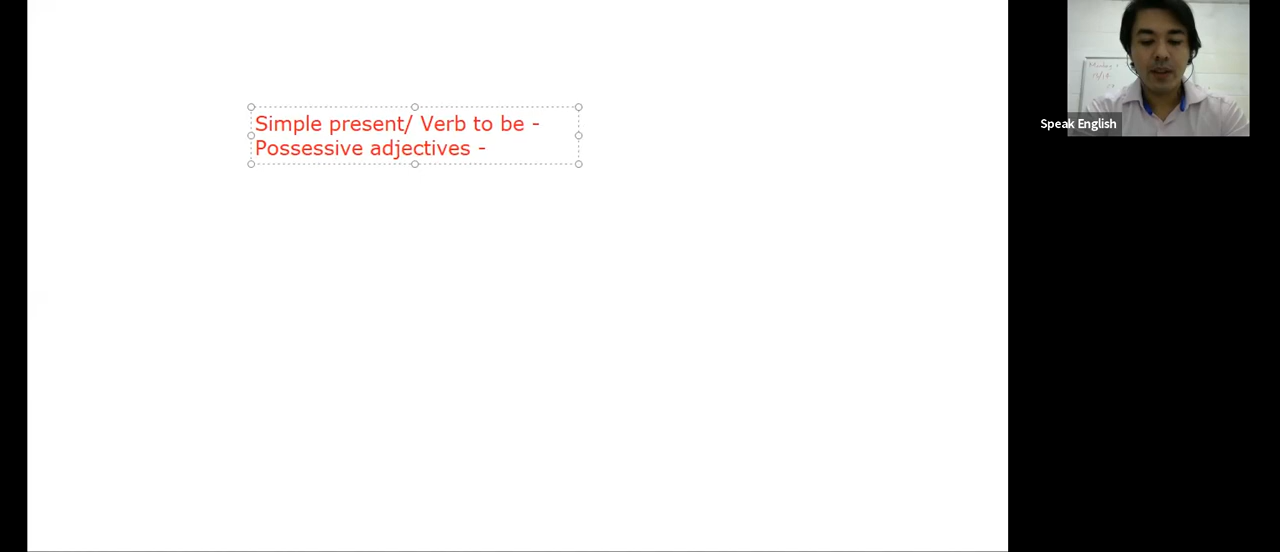 Simple present/ Verb to be -
Possessive adjectives -
Speak English